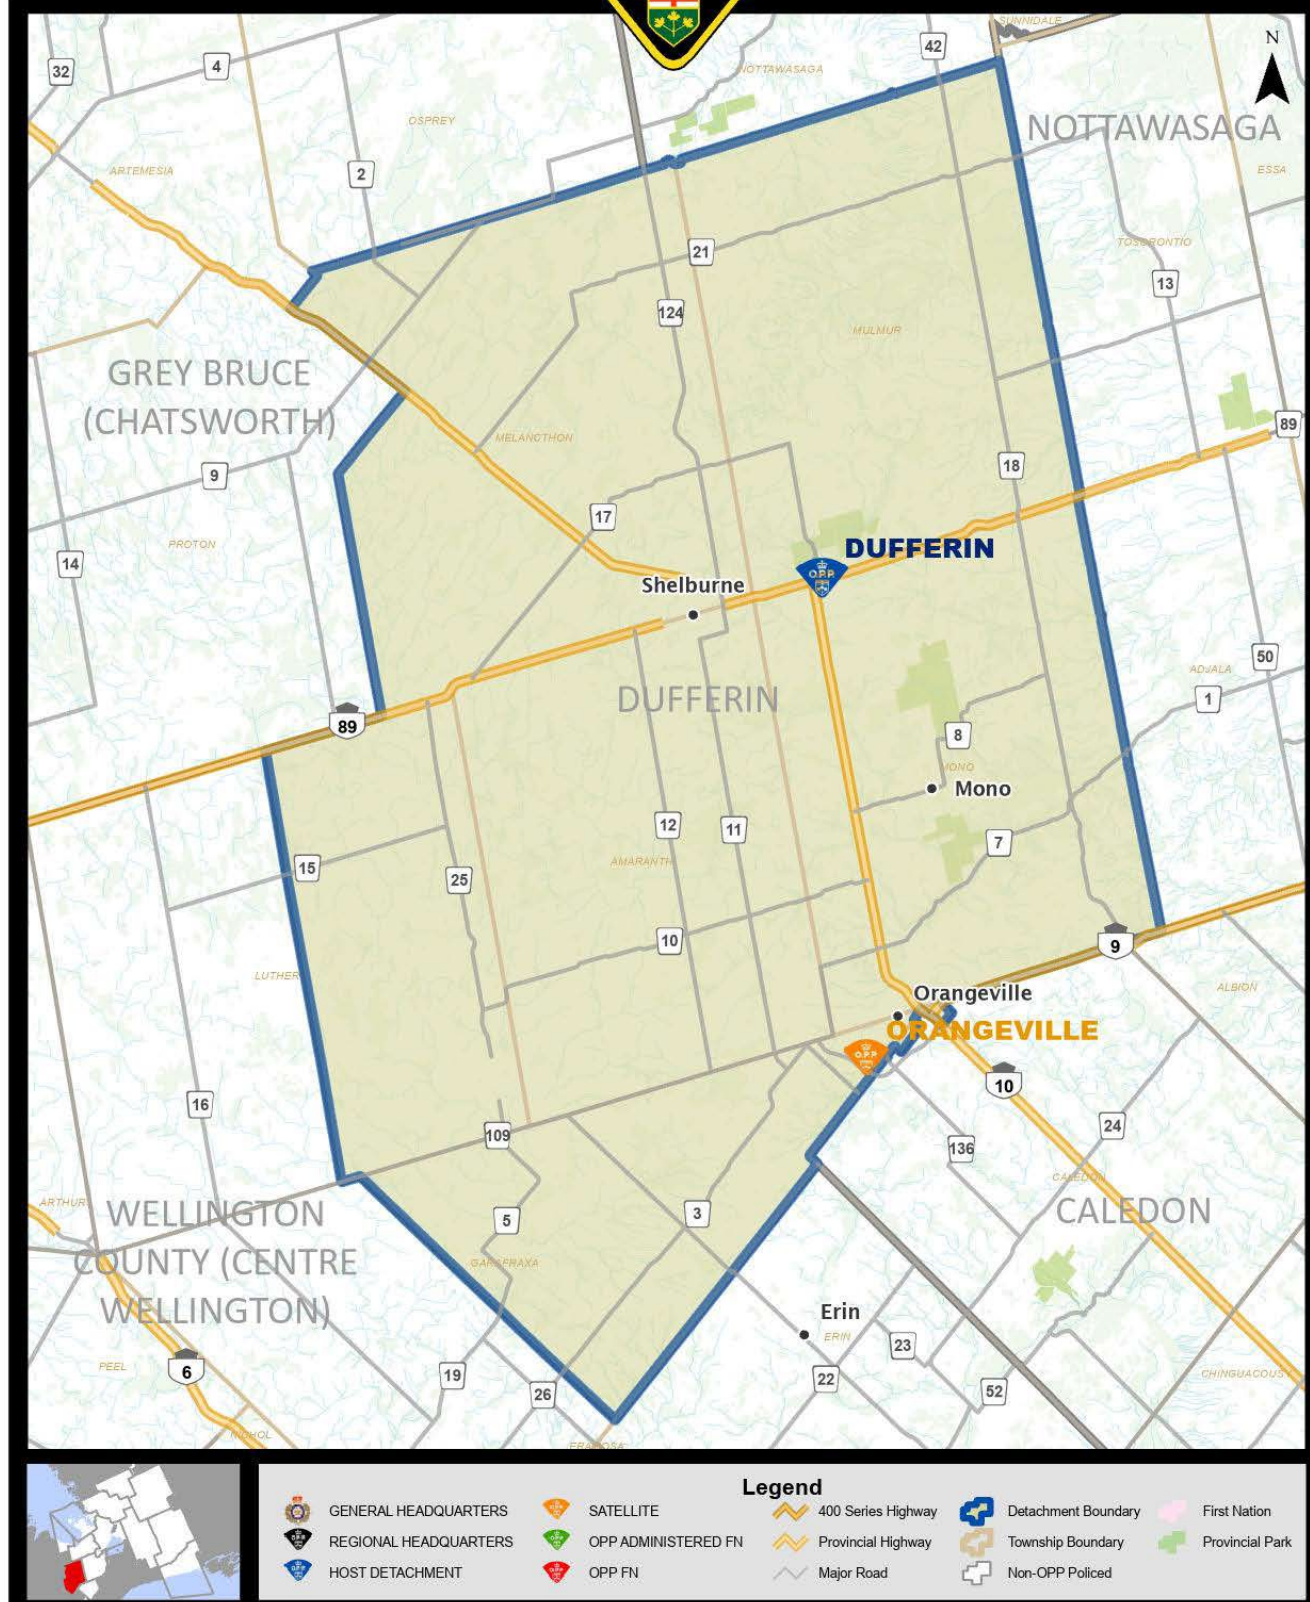 SUNNIDALE
N
42
32
4
NOTTAWASAGA
OSPREY
NOTTAWASAGA
ARTEMESIA
2
ESSA
21
TOSORONTIO
13
124
MULMUR
GREY BRUCE
(CHATSWORTH)
89
MELANCTHON
18
9
17
PROTON
14
DUFFERIN
O.P.P.
Shelburne
50
ADJALA
1
DUFFERIN
89
8
MONO
Mono
12
11
7
15
25
AMARANTH
10
9
LUTHER
ALBION
Orangeville
ORANGEVILLE
O.P.P.
10
16
24
109
136
CALEDON
ARTHUR
WELLINGTON
COUNTY (CENTRE
WELLINGTON)
5
3
CALEDON
GARAFRAXA
Erin
ERIN
PEEL
6
23
CHINGUACOUSY
19
26
22
52
NICHOL
ERAMOSA
Legend
GENERAL HEADQUARTERS
SATELLITE
400 Series Highway
Detachment Boundary
First Nation
REGIONAL HEADQUARTERS
OPP ADMINISTERED FN
Provincial Highway
Township Boundary
Provincial Park
HOST DETACHMENT
OPP FN
Major Road
Non-OPP Policed